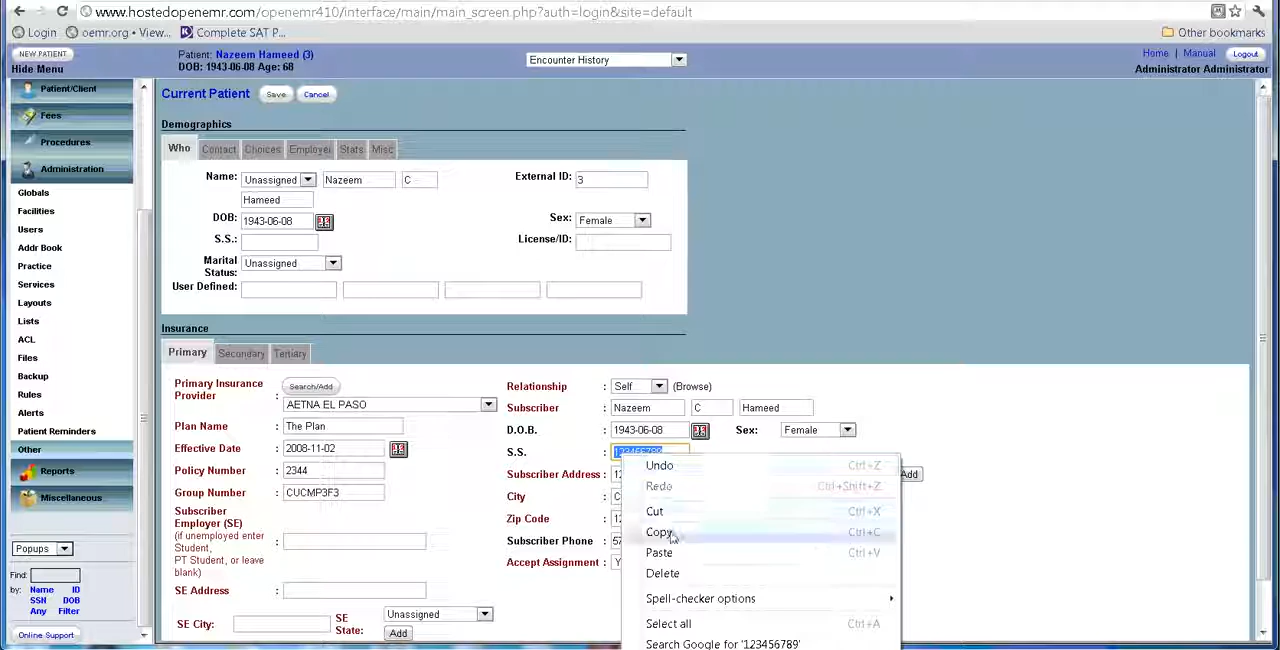 www.hostedopenemr.com/openemr410/interface/main/main_screen.php?auth=login&site=default
Login oemr.org • View... Complete SAT P... Other bookmarks
NEW PATIENT Patient: Nazeem Hameed (3) Encounter History Home | Manual Logout
Hide Menu DOB: 1943-06-08 Age: 68 Administrator Administrator
Patient/Client
Fees
Procedures
Administration
Globals
Facilities
Users
Addr Book
Practice
Services
Layouts
Lists
ACL
Files
Backup
Rules
Alerts
Patient Reminders
Other
Reports
Miscellaneous
Popups
Find:
by: Name ID
SSN DOB
Any Filter
Online Support
Current Patient Save Cancel
Demographics
Who Contact Choices Employer Stats Misc
Name: Unassigned Nazeem C External ID: 3
Hameed
DOB: 1943-06-08 Sex: Female
S.S.: License/ID:
Marital Status: Unassigned
User Defined:
Insurance
Primary Secondary Tertiary
Primary Insurance Provider : Search/Add
AETNA EL PASO
Plan Name : The Plan
Effective Date : 2008-11-02
Policy Number : 2344
Group Number : CUCMP3F3
Subscriber
Employer (SE)
(if unemployed enter
Student, :
PT Student, or leave
blank)
SE Address :
SE City: SE State: Unassigned
Add
Relationship : Self (Browse)
Subscriber : Nazeem C Hameed
D.O.B. : 1943-06-08 Sex: Female
S.S. : 123456789
Subscriber Address : 12 Add
City : C
Zip Code : 12
Subscriber Phone : 57
Accept Assignment : Y
Undo Ctrl+Z
Redo Ctrl+Shift+Z
Cut Ctrl+X
Copy Ctrl+C
Paste Ctrl+V
Delete
Spell-checker options
Select all Ctrl+A
Search Google for '123456789'